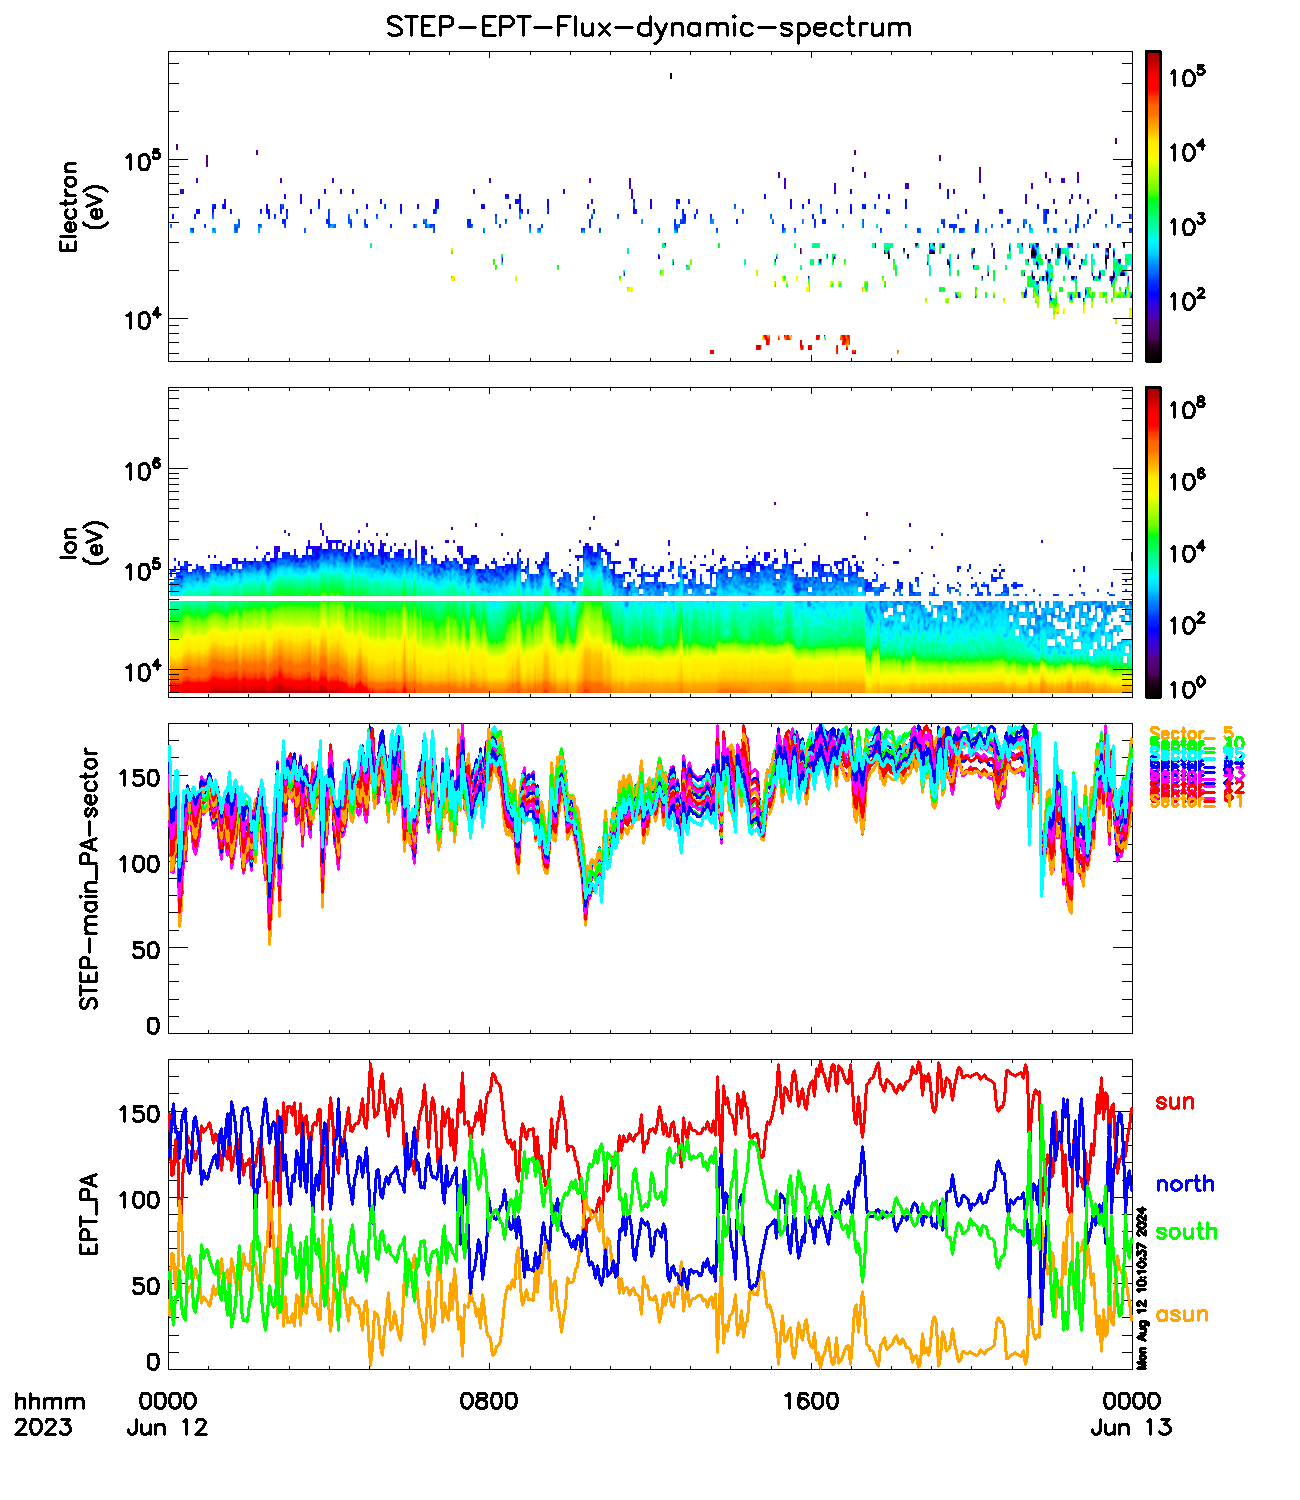 STEP-EPT-Flux-dynamic-spectrum
Electron
(eV)
10^5
10^4
10^5
10^4
10^3
10^2
Ion
(eV)
10^6
10^5
10^4
10^8
10^6
10^4
10^2
10^0
STEP-main_PA-sector
150
100
50
0
Sector_ 5
EPT_PA
150
100
50
0
sun
north
south
asun
Mon Aug 12 10:10:37 2024
hhmm
2023
0000
Jun 12
0800
1600
0000
Jun 13